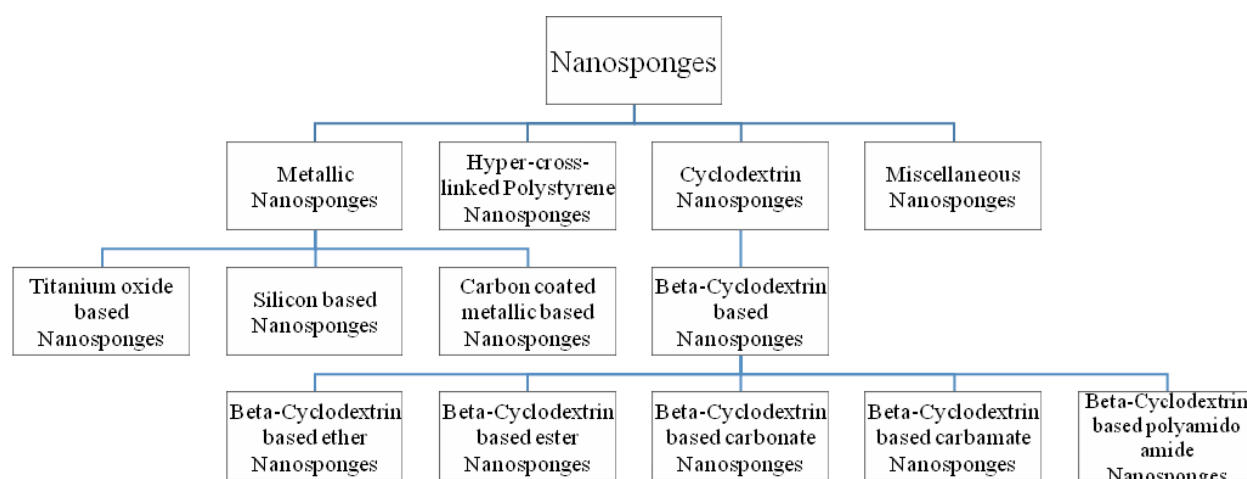 Nanosponges
Metallic
Nanosponges
Hyper-cross-
linked Polystyrene
Nanosponges
Cyclodextrin
Nanosponges
Miscellaneous
Nanosponges
Titanium oxide
based
Nanosponges
Silicon based
Nanosponges
Carbon coated
metallic based
Nanosponges
Beta-Cyclodextrin
based
Nanosponges
Beta-Cyclodextrin
based ether
Nanosponges
Beta-Cyclodextrin
based ester
Nanosponges
Beta-Cyclodextrin
based carbonate
Nanosponges
Beta-Cyclodextrin
based carbamate
Nanosponges
Beta-Cyclodextrin
based polyamido
amide
Nanosponges